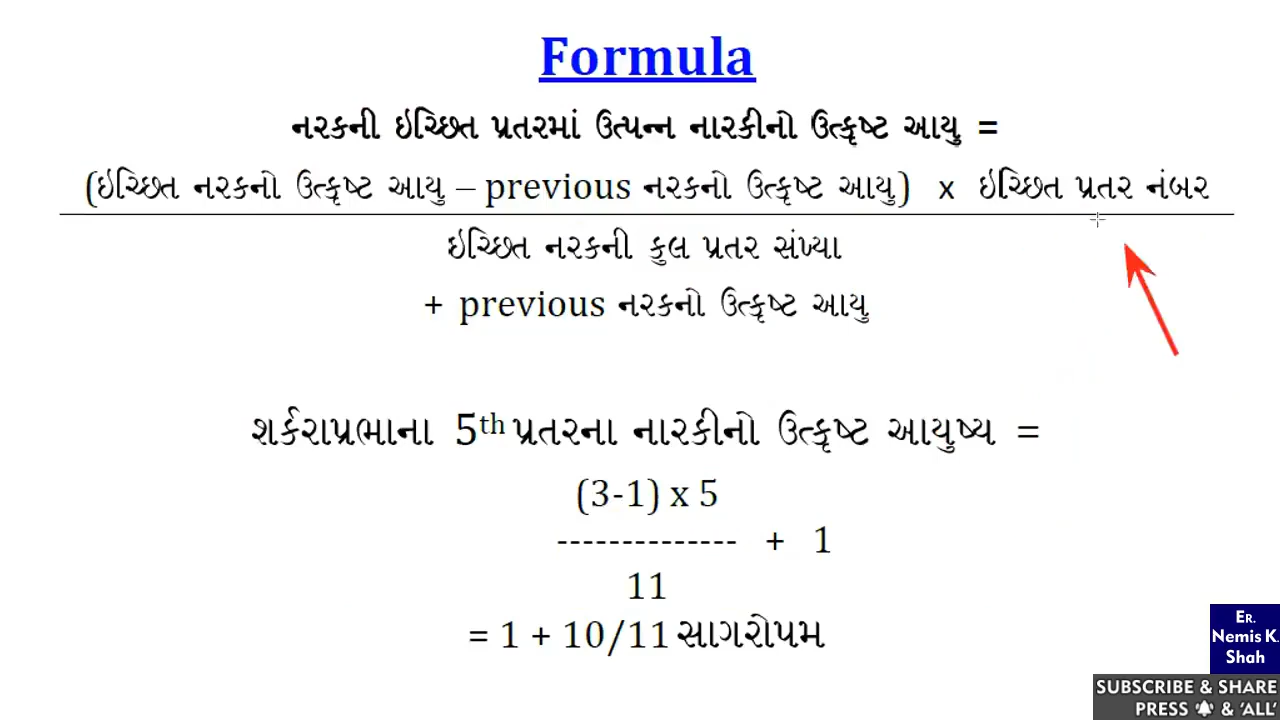 Formula
નરકની ઇચ્છિત પ્રતરમાં ઉત્પન્ન નારકીનો ઉત્કૃષ્ટ આયુ =
(ઇચ્છિત નરકનો ઉત્કૃષ્ટ આયુ – previous નરકનો ઉત્કૃષ્ટ આયુ) x ઇચ્છિત પ્રતર નંબર
ઇચ્છિત નરકની કુલ પ્રતર સંખ્યા
+ previous નરકનો ઉત્કૃષ્ટ આયુ
શર્કરાપ્રભાના 5th પ્રતરના નારકીનો ઉત્કૃષ્ટ આયુષ્ય =
(3-1) x 5
-------------- + 1
11
= 1 + 10/11 સાગરોપમ
ER.
Nemis K.
Shah
SUBSCRIBE & SHARE
PRESS 🔔 & 'ALL'